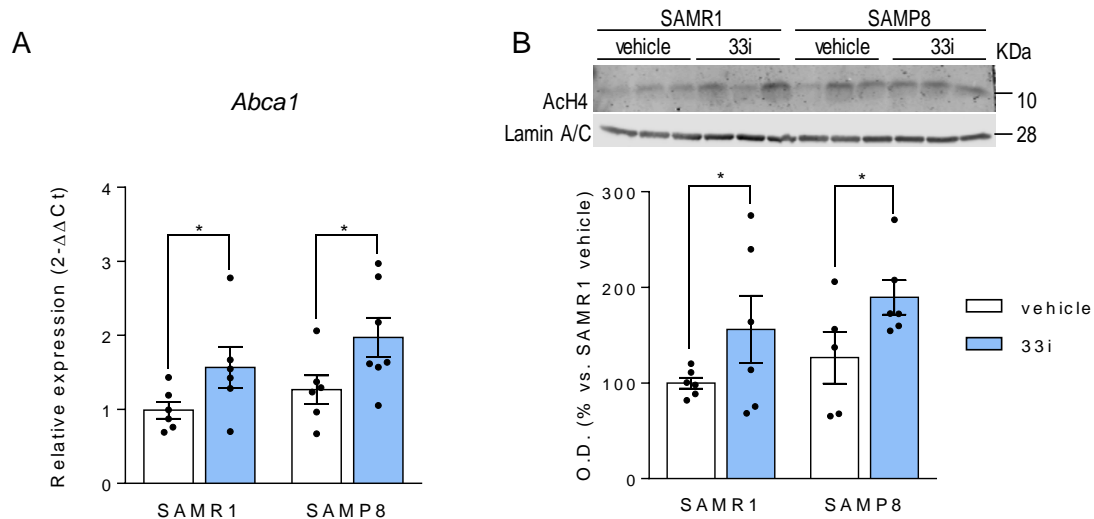 A
Abca1
Relative expression (2-ΔΔCt)
4
3
2
1
0
*
*
SAMR1
SAMP8
B
SAMR1
SAMP8
vehicle
33i
vehicle
33i
KDa
AcH4
10
Lamin A/C
28
O.D. (% vs. SAMR1 vehicle)
300
200
100
0
*
*
SAMR1
SAMP8
vehicle
33i